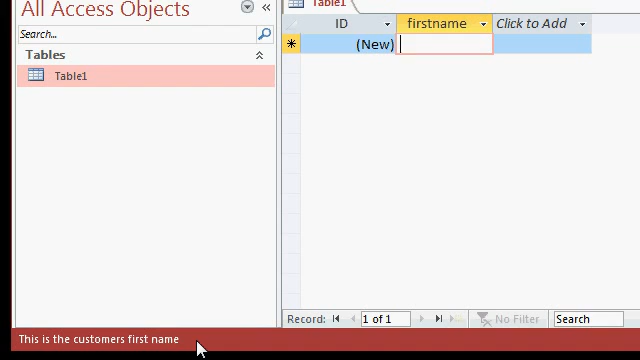 All Access Objects
Search...
Tables
Table1
Table1
ID firstname Click to Add
(New)
Record: 1 of 1 No Filter Search
This is the customers first name